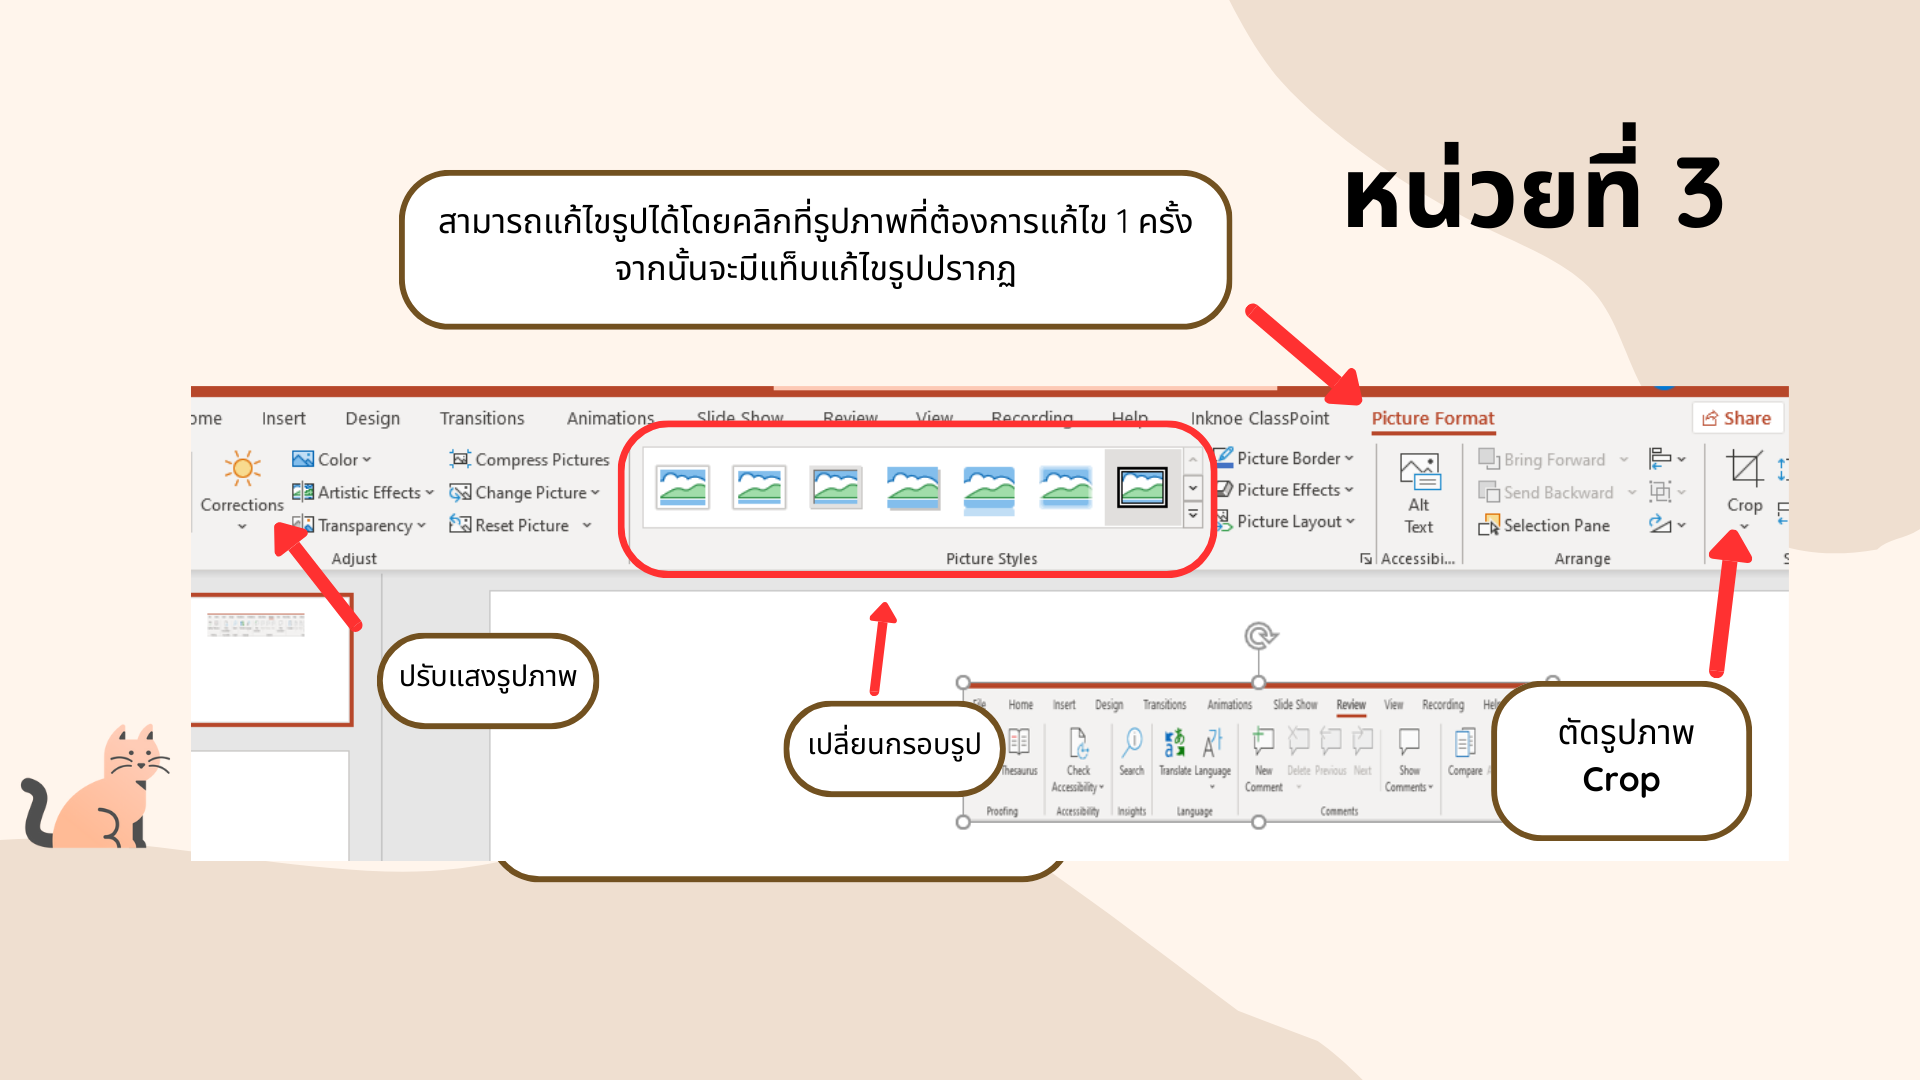 หน่วยที่ 3
สามารถแก้ไขรูปได้โดยคลิกที่รูปภาพที่ต้องการแก้ไข 1 ครั้ง
จากนั้นจะมีแท็บแก้ไขรูปปรากฏ
ome Insert Design Transitions Animations Slide Show Review View Recording Help Inknoe ClassPoint Picture Format Share
Corrections
Color
Artistic Effects
Transparency
Compress Pictures
Change Picture
Reset Picture
Adjust
Picture Styles
Picture Border
Picture Effects
Picture Layout
Alt
Text
Accessibi...
Bring Forward
Send Backward
Selection Pane
Arrange
Crop
ปรับแสงรูปภาพ
เปลี่ยนกรอบรูป
ตัดรูปภาพ
Crop
Home Insert Design Transitions Animations Slide Show Review View Recording
Thesaurus
Proofing
Check
Accessibility
Accessibility
Search
Insights
Translate Language
Language
New
Comment
Delete Previous Next
Show
Comments
Comments
Compare